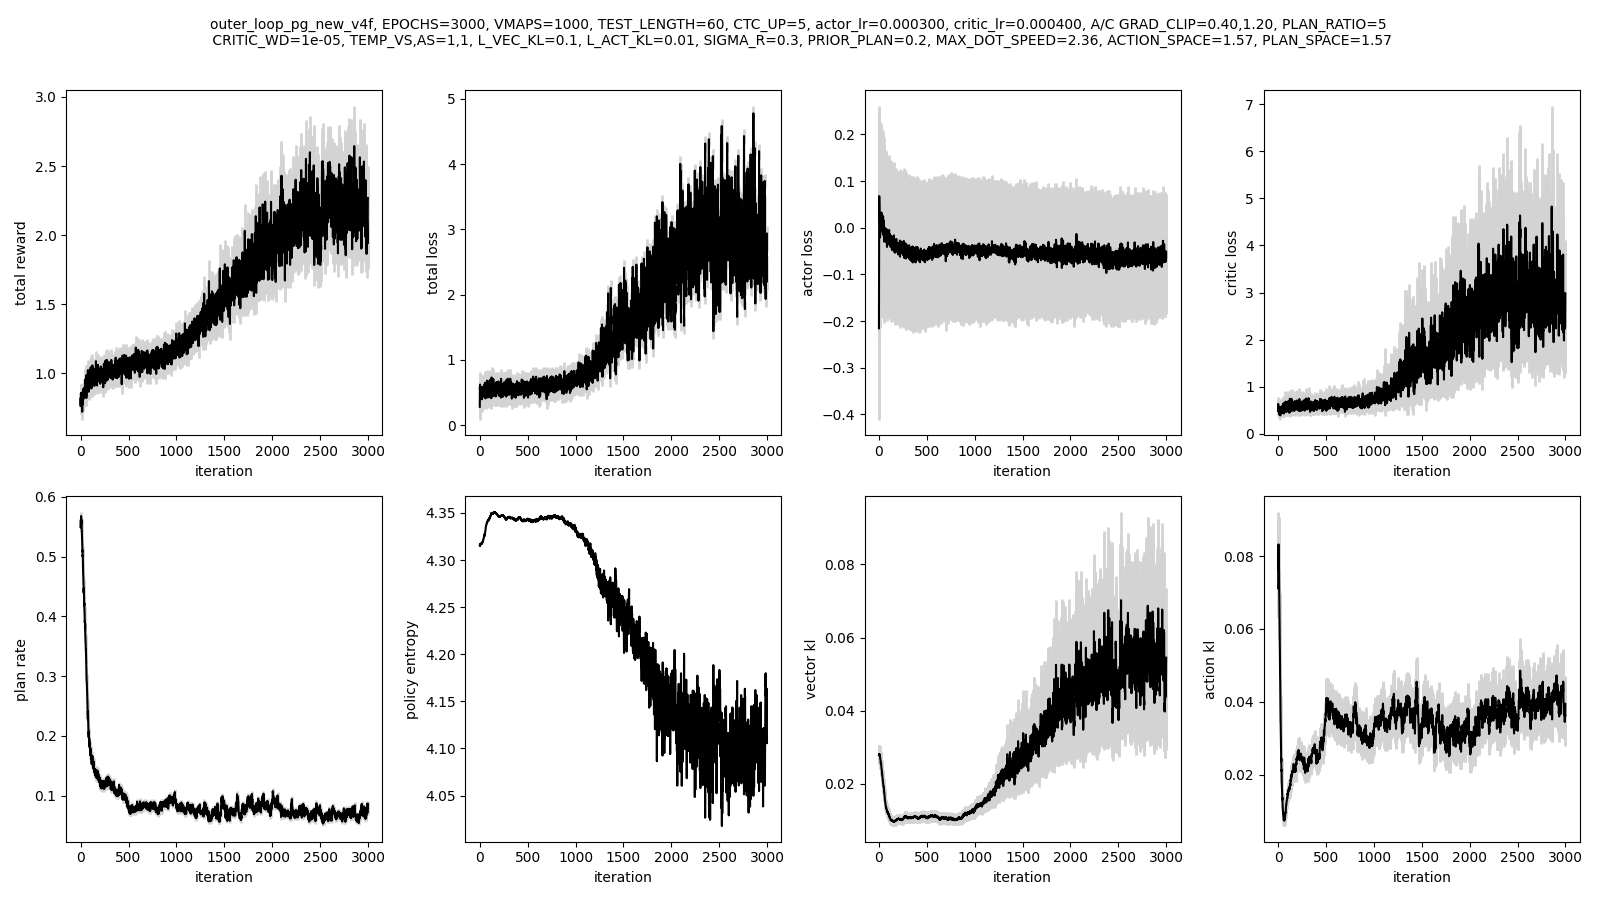 outer_loop_pg_new_v4f, EPOCHS=3000, VMAPS=1000, TEST_LENGTH=60, CTC_UP=5, actor_lr=0.000300, critic_lr=0.000400, A/C GRAD_CLIP=0.40,1.20, PLAN_RATIO=5
CRITIC_WD=1e-05, TEMP_VS,AS=1,1, L_VEC_KL=0.1, L_ACT_KL=0.01, SIGMA_R=0.3, PRIOR_PLAN=0.2, MAX_DOT_SPEED=2.36, ACTION_SPACE=1.57, PLAN_SPACE=1.57
total reward
3.0
2.5
2.0
1.5
1.0
0 500 1000 1500 2000 2500 3000
iteration
total loss
5
4
3
2
1
0
0 500 1000 1500 2000 2500 3000
iteration
actor loss
0.2
0.1
0.0
−0.1
−0.2
−0.3
−0.4
0 500 1000 1500 2000 2500 3000
iteration
critic loss
7
6
5
4
3
2
1
0
0 500 1000 1500 2000 2500 3000
iteration
plan rate
0.6
0.5
0.4
0.3
0.2
0.1
0 500 1000 1500 2000 2500 3000
iteration
policy entropy
4.35
4.30
4.25
4.20
4.15
4.10
4.05
0 500 1000 1500 2000 2500 3000
iteration
vector kl
0.08
0.06
0.04
0.02
0 500 1000 1500 2000 2500 3000
iteration
action kl
0.08
0.06
0.04
0.02
0 500 1000 1500 2000 2500 3000
iteration